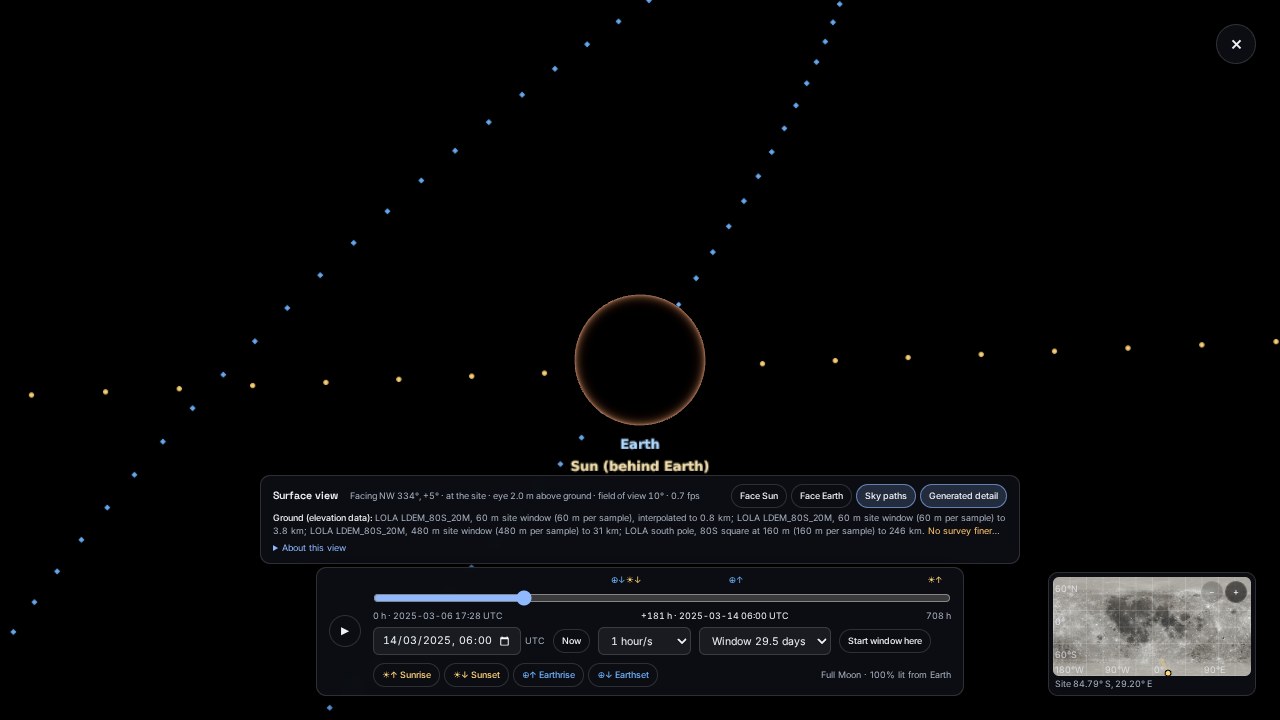 ×
Earth
Sun (behind Earth)
Surface view Facing NW 334°, +5° · at the site · eye 2.0 m above ground · field of view 10° · 0.7 fps Face Sun Face Earth Sky paths Generated detail
Ground (elevation data): LOLA LDEM_80S_20M, 60 m site window (60 m per sample), interpolated to 0.8 km; LOLA LDEM_80S_20M, 60 m site window (60 m per sample) to
3.8 km; LOLA LDEM_80S_20M, 480 m site window (480 m per sample) to 31 km; LOLA south pole, 80S square at 160 m (160 m per sample) to 246 km. No survey finer...
▶ About this view
⊕↓☀↓ ⊕↑ ☀↑
0 h · 2025-03-06 17:28 UTC +181 h · 2025-03-14 06:00 UTC 708 h
▶ 14/03/2025, 06:00 UTC Now 1 hour/s Window 29.5 days Start window here
☀↑ Sunrise ☀↓ Sunset ⊕↑ Earthrise ⊕↓ Earthset Full Moon · 100% lit from Earth
60°N − +
0°
60°S
180°W 90°W 0° 90°E
Site 84.79° S, 29.20° E